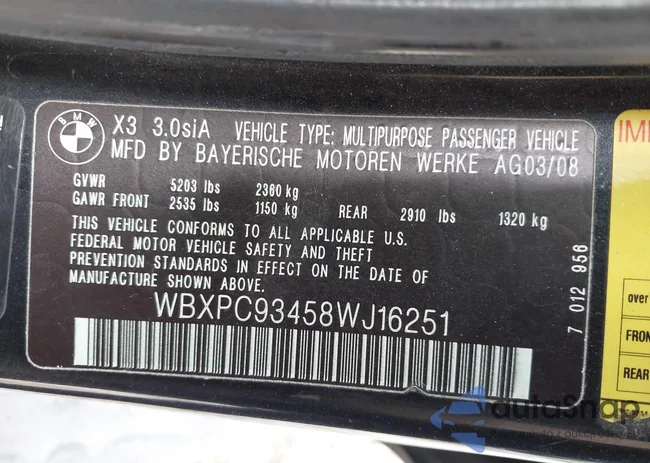 BMW
X3 3.0siA VEHICLE TYPE: MULTIPURPOSE PASSENGER VEHICLE
MFD BY BAYERISCHE MOTOREN WERKE AG03/08
GVWR 5203 lbs 2360 kg
GAWR FRONT 2535 lbs 1150 kg REAR 2910 lbs 1320 kg
THIS VEHICLE CONFORMS TO ALL APPLICABLE U.S.
FEDERAL MOTOR VEHICLE SAFETY AND THEFT
PREVENTION STANDARDS IN EFFECT ON THE DATE OF
MANUFACTURE SHOWN ABOVE.
WBXPC93458WJ16251
7 012 956
over
FRON
REAR
autoSnap